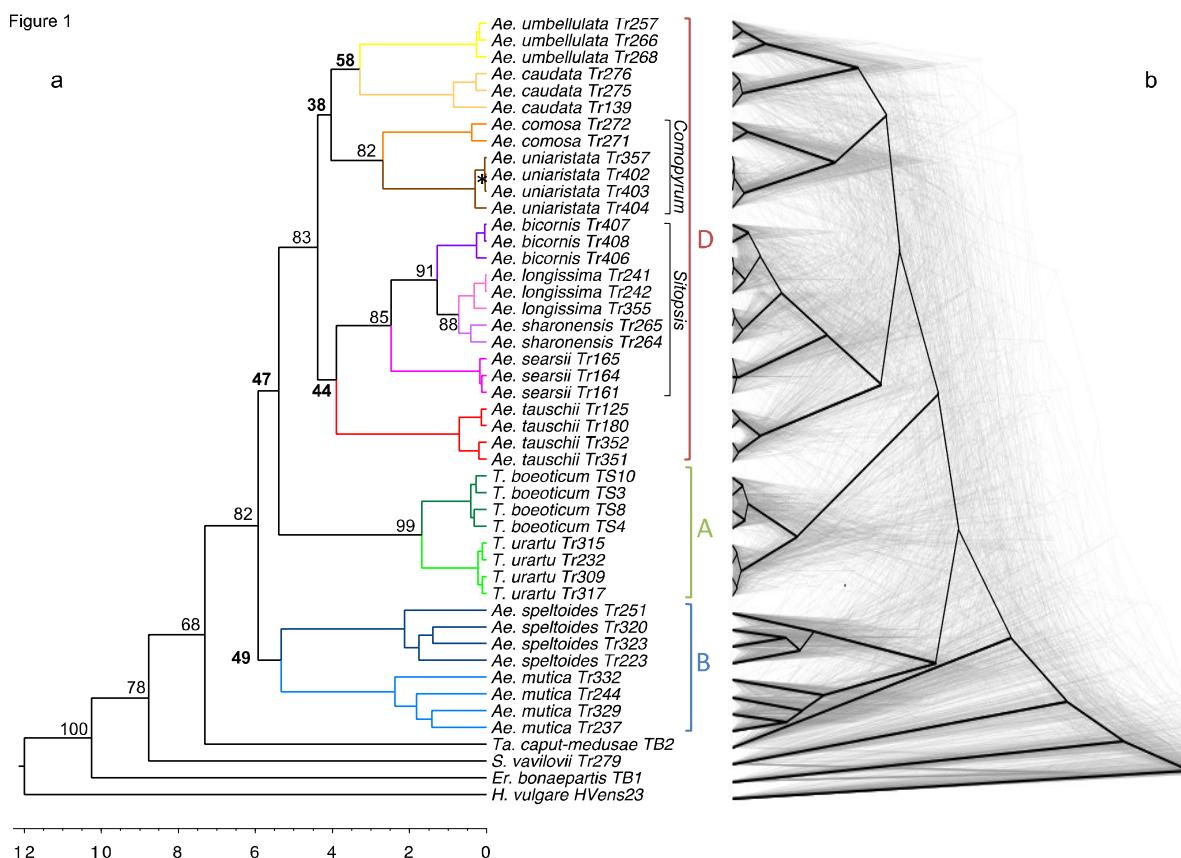 Figure 1
a
b
Ae. umbellulata Tr257
Ae. umbellulata Tr266
Ae. umbellulata Tr268
Ae. caudata Tr276
Ae. caudata Tr275
Ae. caudata Tr139
Ae. comosa Tr272
Ae. comosa Tr271
Ae. uniaristata Tr357
Ae. uniaristata Tr402
Ae. uniaristata Tr403
Ae. uniaristata Tr404
Ae. bicornis Tr407
Ae. bicornis Tr408
Ae. bicornis Tr406
Ae. longissima Tr241
Ae. longissima Tr242
Ae. longissima Tr355
Ae. sharonensis Tr265
Ae. sharonensis Tr264
Ae. searsii Tr165
Ae. searsii Tr164
Ae. searsii Tr161
Ae. tauschii Tr125
Ae. tauschii Tr180
Ae. tauschii Tr352
Ae. tauschii Tr351
T. boeoticum TS10
T. boeoticum TS3
T. boeoticum TS8
T. boeoticum TS4
T. urartu Tr315
T. urartu Tr232
T. urartu Tr309
T. urartu Tr317
Ae. speltoides Tr251
Ae. speltoides Tr320
Ae. speltoides Tr323
Ae. speltoides Tr223
Ae. mutica Tr332
Ae. mutica Tr244
Ae. mutica Tr329
Ae. mutica Tr237
Ta. caput-medusae TB2
S. vavilovii Tr279
Er. bonaepartis TB1
H. vulgare HVens23
Comopyrum
Sitopsis
D
A
B
58
38
82
*
83
91
88
85
44
47
99
82
49
68
78
100
12 10 8 6 4 2 0